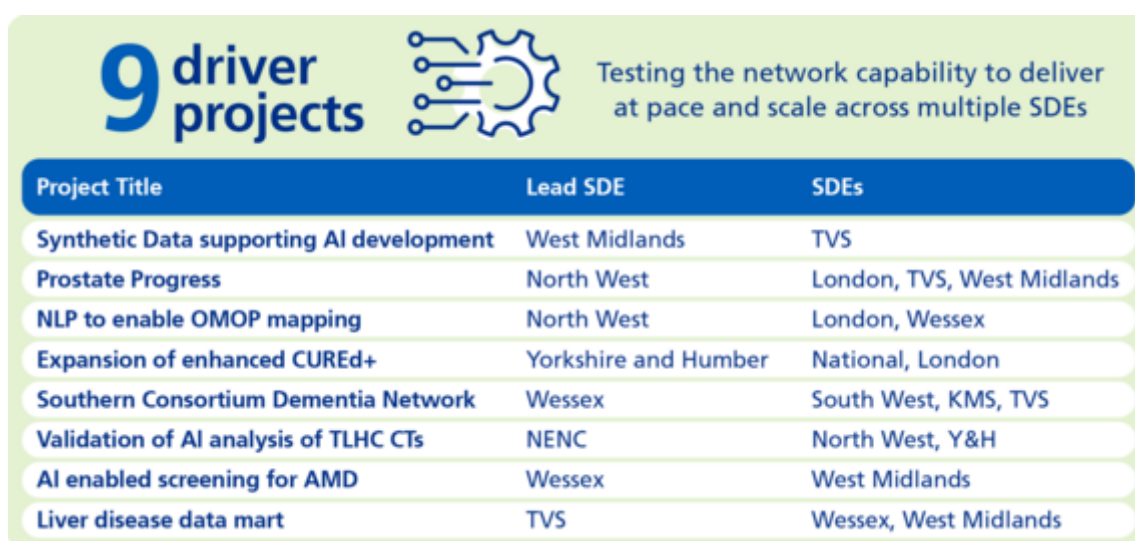 9 driver projects
Testing the network capability to deliver
at pace and scale across multiple SDEs
Project Title Lead SDE SDEs
Synthetic Data supporting AI development West Midlands TVS
Prostate Progress North West London, TVS, West Midlands
NLP to enable OMOP mapping North West London, Wessex
Expansion of enhanced CUREd+ Yorkshire and Humber National, London
Southern Consortium Dementia Network Wessex South West, KMS, TVS
Validation of AI analysis of TLHC CTs NENC North West, Y&H
AI enabled screening for AMD Wessex West Midlands
Liver disease data mart TVS Wessex, West Midlands